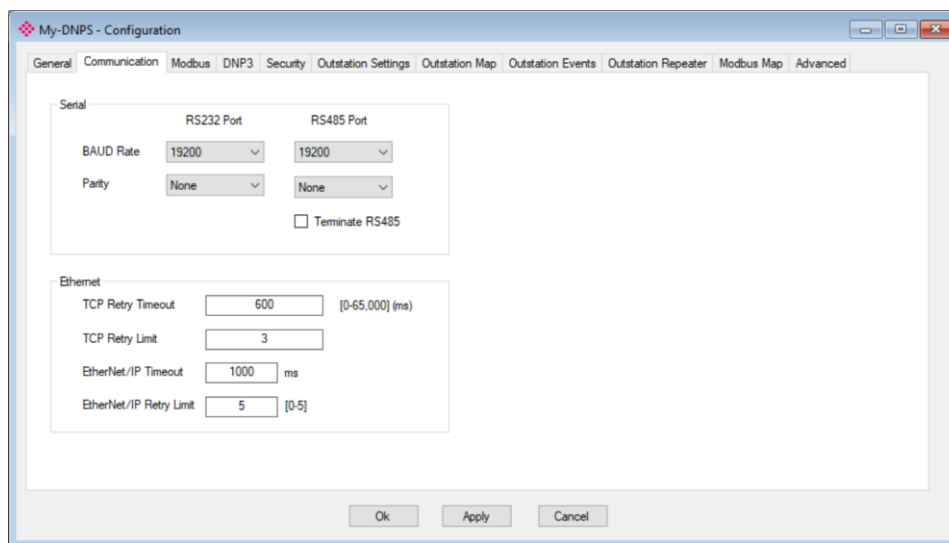 My-DNPS - Configuration
General Communication Modbus DNP3 Security Outstation Settings Outstation Map Outstation Events Outstation Repeater Modbus Map Advanced
Serial
RS232 Port RS485 Port
BAUD Rate 19200 19200
Parity None None
Terminate RS485
Ethernet
TCP Retry Timeout 600 [0-65,000] (ms)
TCP Retry Limit 3
EtherNet/IP Timeout 1000 ms
EtherNet/IP Retry Limit 5 [0-5]
Ok Apply Cancel